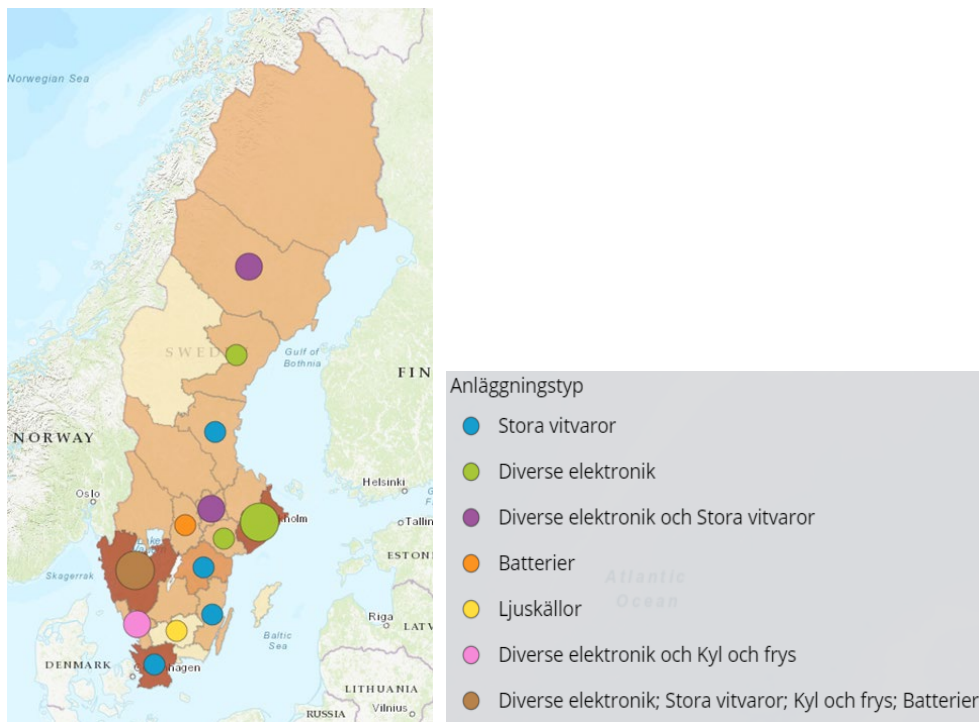 Norwegian Sea
SWED
Gulf of
Bothnia
FIN
NORWAY
Helsinki
Oslo
holm
Tallin
ESTON
Skagerrak
Atlantic
Ocean
Riga
LATV
Baltic
Sea
DENMARK
hagen
LITHUANIA
Vilnius
RUSSIA
Anläggningstyp
Stora vitvaror
Diverse elektronik
Diverse elektronik och Stora vitvaror
Batterier
Ljuskällor
Diverse elektronik och Kyl och frys
Diverse elektronik; Stora vitvaror; Kyl och frys; Batterier